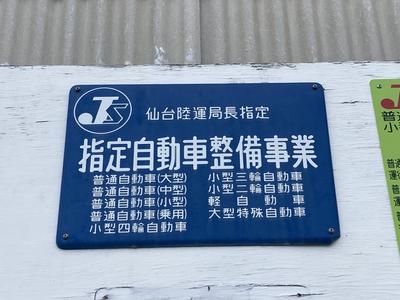 JS
仙台陸運局長指定
指定自動車整備事業
普通自動車(大型) 小型三輪自動車
普通自動車(中型) 小型二輪自動車
普通自動車(小型) 軽自動車
普通自動車(乗用) 大型特殊自動車
小型四輪自動車